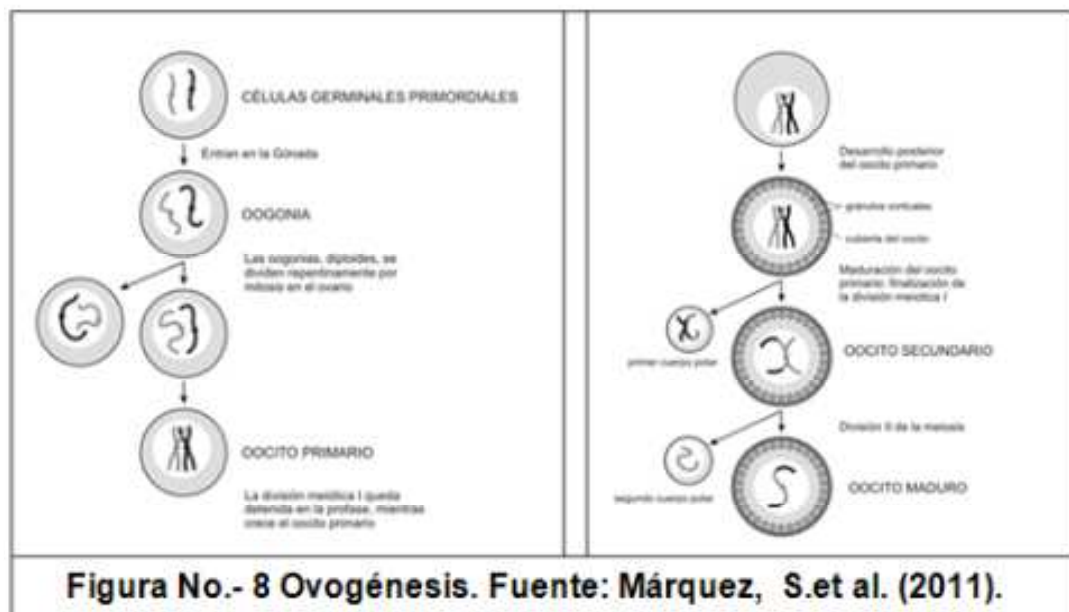 CÉLULAS GERMINALES PRIMORDIALES
Entran en la Gónada
OOGONIA
Las oogonias, diploides, se
dividen repentinamente por
mitosis en el ovario
OOCITO PRIMARIO
La división meiótica I queda
detenida en la profase, mientras
crece el oocito primario
Desarrollo posterior
del oocito primario
gránulos corticales
cubierta del oocito
Maduración del oocito
primario: finalización de
la división meiótica I
primer cuerpo polar
OOCITO SECUNDARIO
División II de la meiosis
segundo cuerpo polar
OOCITO MADURO
Figura No.- 8 Ovogénesis. Fuente: Márquez, S.et al. (2011).